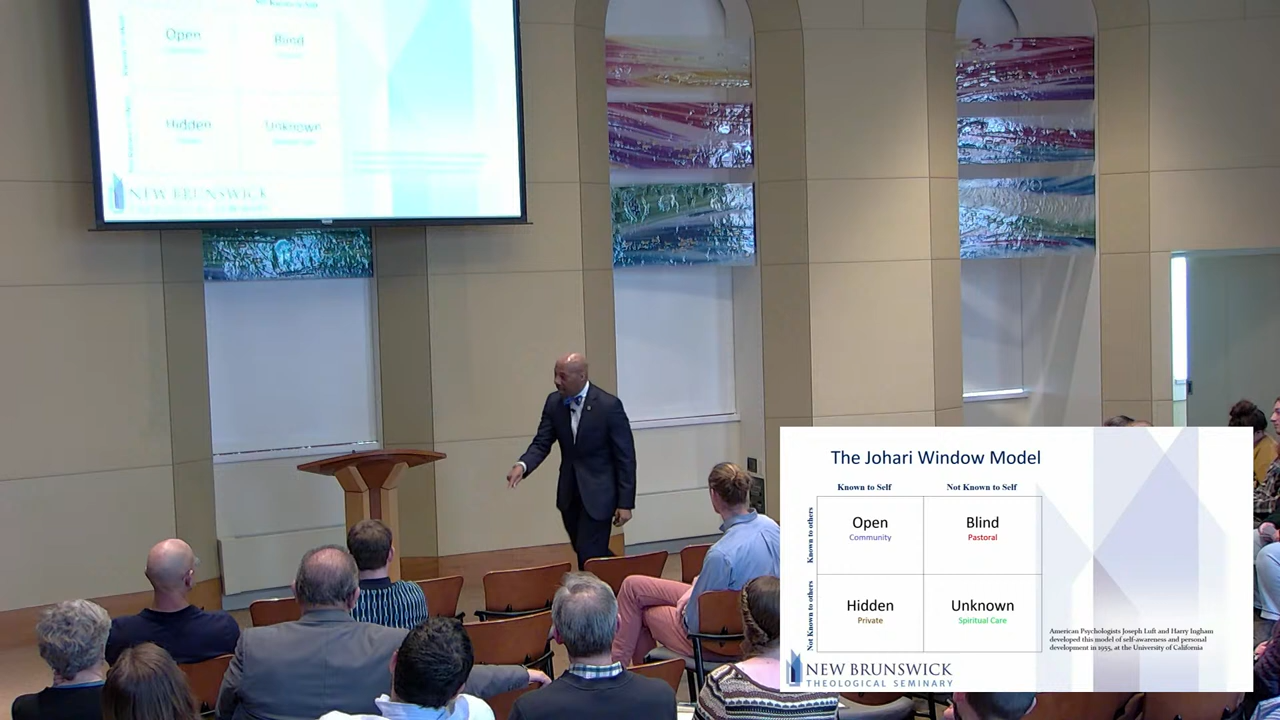 Open
Blind
Hidden
Unknown
NEW BRUNSWICK
The Johari Window Model
Known to Self
Not Known to Self
Known to others
Open
Community
Blind
Pastoral
Not Known to others
Hidden
Private
Unknown
Spiritual Care
American Psychologists Joseph Luft and Harry Ingham
developed this model of self-awareness and personal
development in 1955, at the University of California
NEW BRUNSWICK
THEOLOGICAL SEMINARY